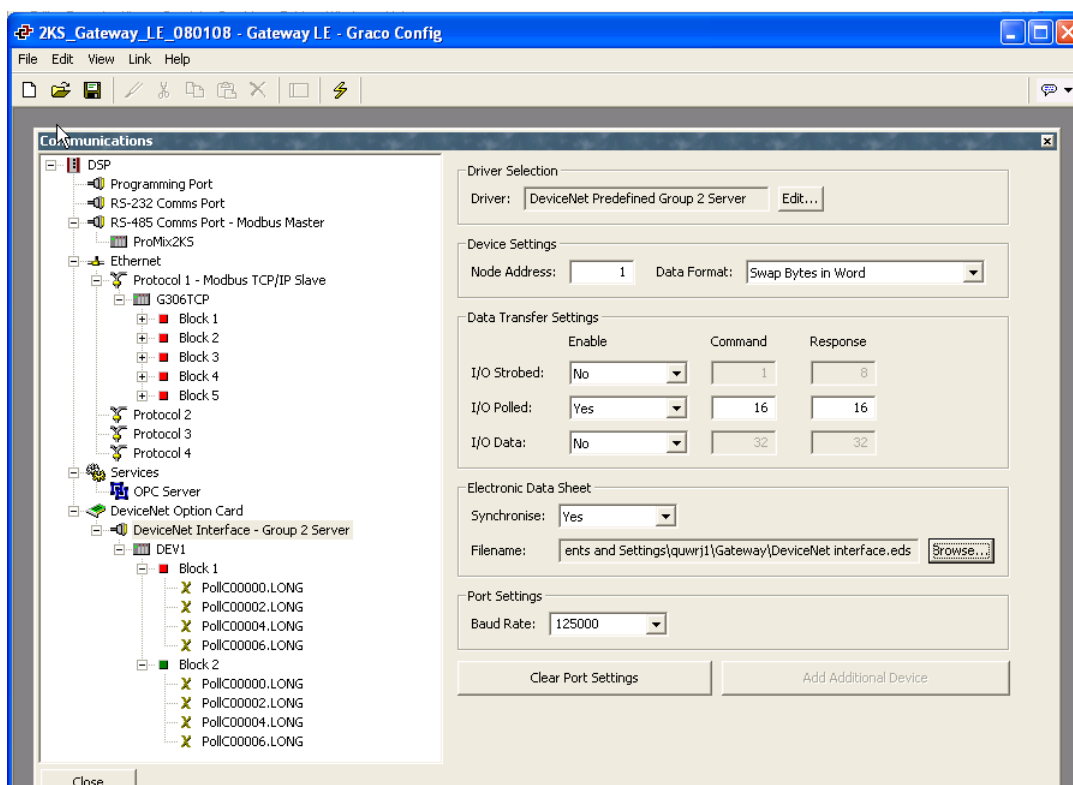 2KS_Gateway_LE_080108 - Gateway LE - Graco Config
File Edit View Link Help
Communications
DSP
Programming Port
RS-232 Comms Port
RS-485 Comms Port - Modbus Master
ProMix2KS
Ethernet
Protocol 1 - Modbus TCP/IP Slave
G306TCP
Block 1
Block 2
Block 3
Block 4
Block 5
Protocol 2
Protocol 3
Protocol 4
Services
OPC Server
DeviceNet Option Card
DeviceNet Interface - Group 2 Server
DEV1
Block 1
PollC00000.LONG
PollC00002.LONG
PollC00004.LONG
PollC00006.LONG
Block 2
PollC00000.LONG
PollC00002.LONG
PollC00004.LONG
PollC00006.LONG
Close
Driver Selection
Driver: DeviceNet Predefined Group 2 Server Edit...
Device Settings
Node Address: 1 Data Format: Swap Bytes in Word
Data Transfer Settings
Enable Command Response
I/O Strobed: No 1 8
I/O Polled: Yes 16 16
I/O Data: No 32 32
Electronic Data Sheet
Synchronise: Yes
Filename: ents and Settings\quwrj1\Gateway\DeviceNet interface.eds Browse...
Port Settings
Baud Rate: 125000
Clear Port Settings Add Additional Device